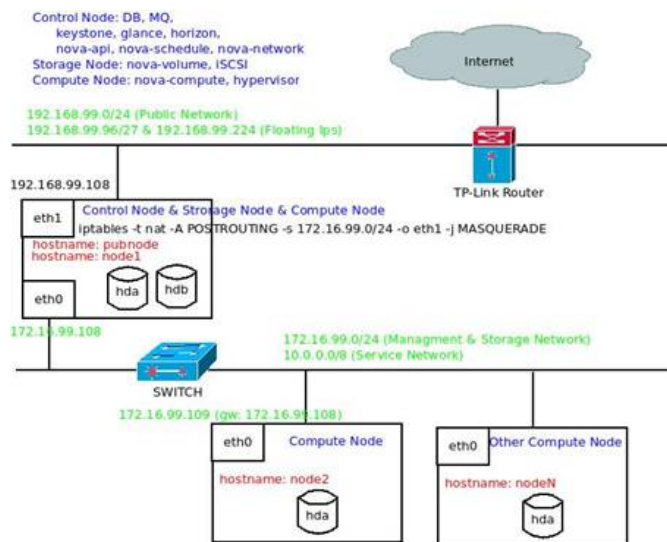 Control Node: DB, MQ,
keystone, glance, horizon,
nova-api, nova-schedule, nova-network
Storage Node: nova-volume, iSCSI
Compute Node: nova-compute, hypervisor
Internet
192.168.99.0/24 (Public Network)
192.168.99.96/27 & 192.168.99.224 (Floating Ips)
TP-Link Router
192.168.99.108
eth1
Control Node & Strorage Node & Compute Node
iptables -t nat -A POSTROUTING -s 172.16.99.0/24 -o eth1 -j MASQUERADE
hostname: pubnode
hostname: node1
hda
hdb
eth0
172.16.99.108
172.16.99.0/24 (Managment & Storage Network)
10.0.0.0/8 (Service Network)
SWITCH
172.16.99.109 (gw: 172.16.99.108)
eth0
Compute Node
hostname: node2
hda
eth0
Other Compute Node
hostname: nodeN
hda